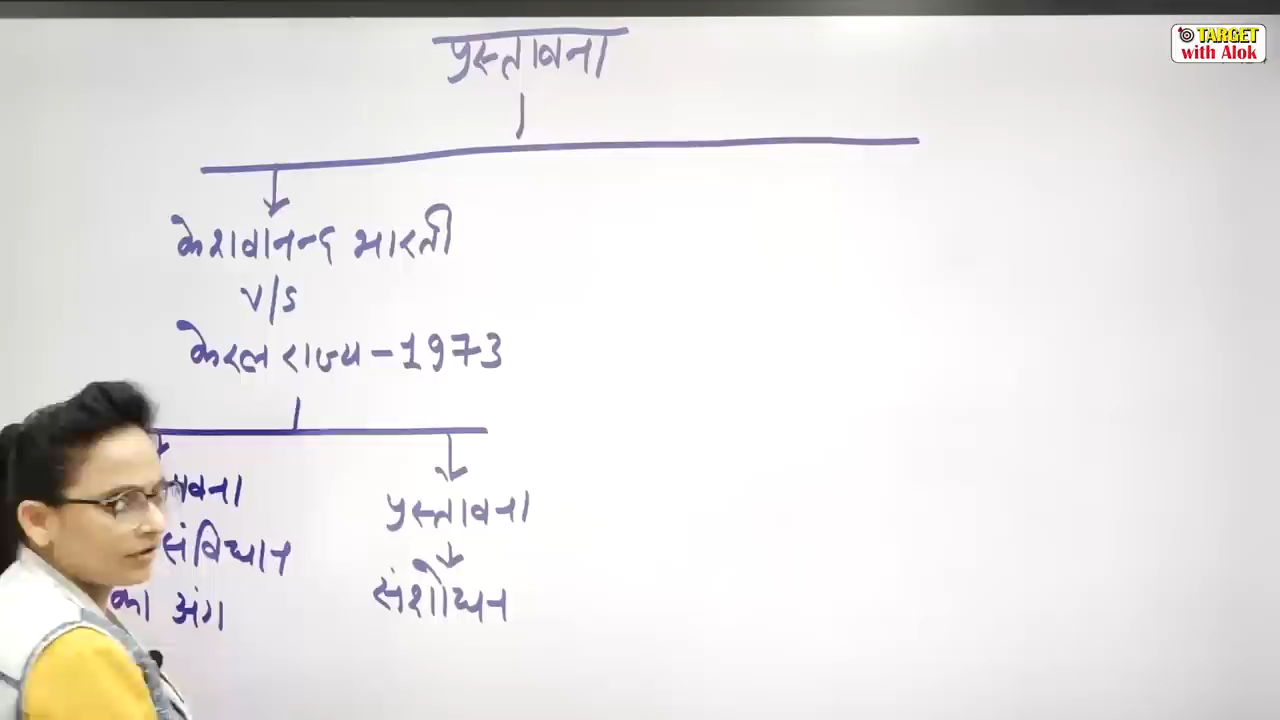 TARGET
with Alok
प्रस्तावना
केशवानन्द भारती
v/s
केरल राज्य - 1973
संविधान
का अंग
प्रस्तावना
संशोधन